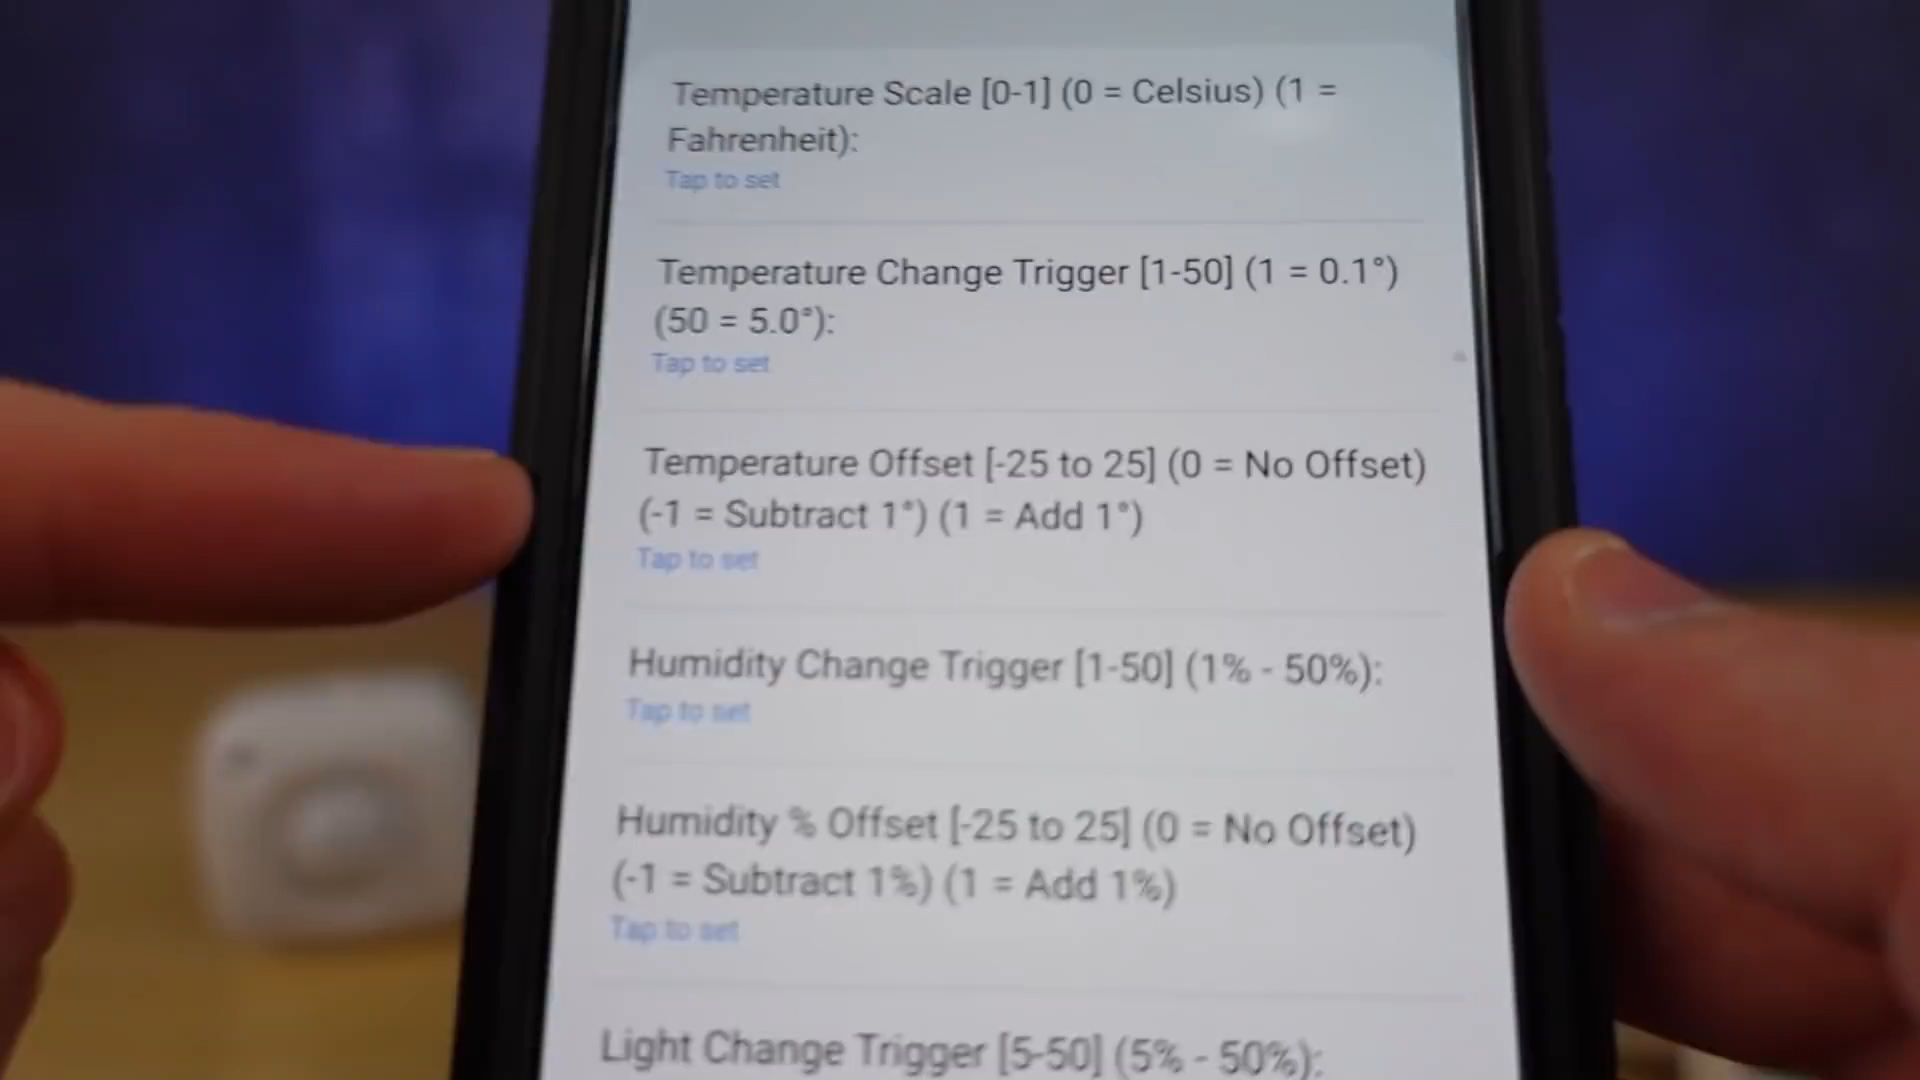 Temperature Scale [0-1] (0 = Celsius) (1 =
Fahrenheit):
Tap to set
Temperature Change Trigger [1-50] (1 = 0.1°)
(50 = 5.0°):
Tap to set
Temperature Offset [-25 to 25] (0 = No Offset)
(-1 = Subtract 1°) (1 = Add 1°)
Tap to set
Humidity Change Trigger [1-50] (1% - 50%):
Tap to set
Humidity % Offset [-25 to 25] (0 = No Offset)
(-1 = Subtract 1%) (1 = Add 1%)
Tap to set
Light Change Trigger [5-50] (5% - 50%):